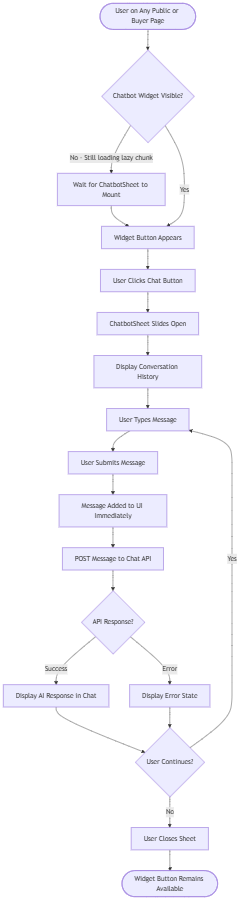 User on Any Public or
Buyer Page
Chatbot Widget Visible?
No - Still loading lazy chunk
Wait for ChatbotSheet to
Mount
Yes
Widget Button Appears
User Clicks Chat Button
ChatbotSheet Slides Open
Display Conversation
History
User Types Message
User Submits Message
Message Added to UI
Immediately
POST Message to Chat API
Yes
API Response?
Success
Error
Display AI Response in Chat
Display Error State
User Continues?
No
User Closes Sheet
Widget Button Remains
Available